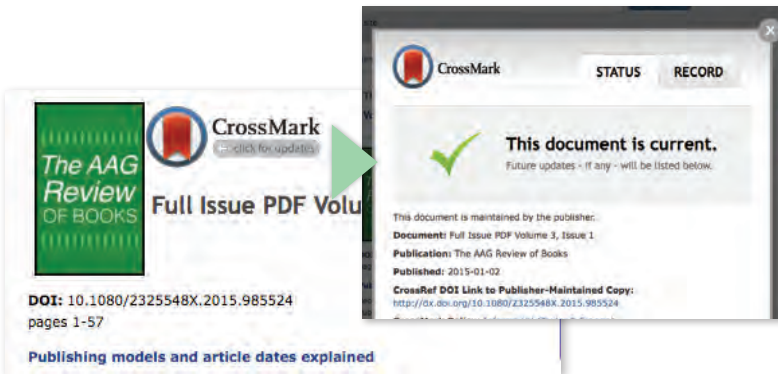 The AAG
Review
OF BOOKS
CrossMark
click for updates
Full Issue PDF Volu
DOI: 10.1080/2325548X.2015.985524
pages 1-57
Publishing models and article dates explained
CrossMark
STATUS RECORD
This document is current.
Future updates - if any - will be listed below.
This document is maintained by the publisher.
Document: Full Issue PDF Volume 3, Issue 1
Publication: The AAG Review of Books
Published: 2015-01-02
CrossRef DOI Link to Publisher-Maintained Copy:
http://dx.doi.org/10.1080/2325548X.2015.985524